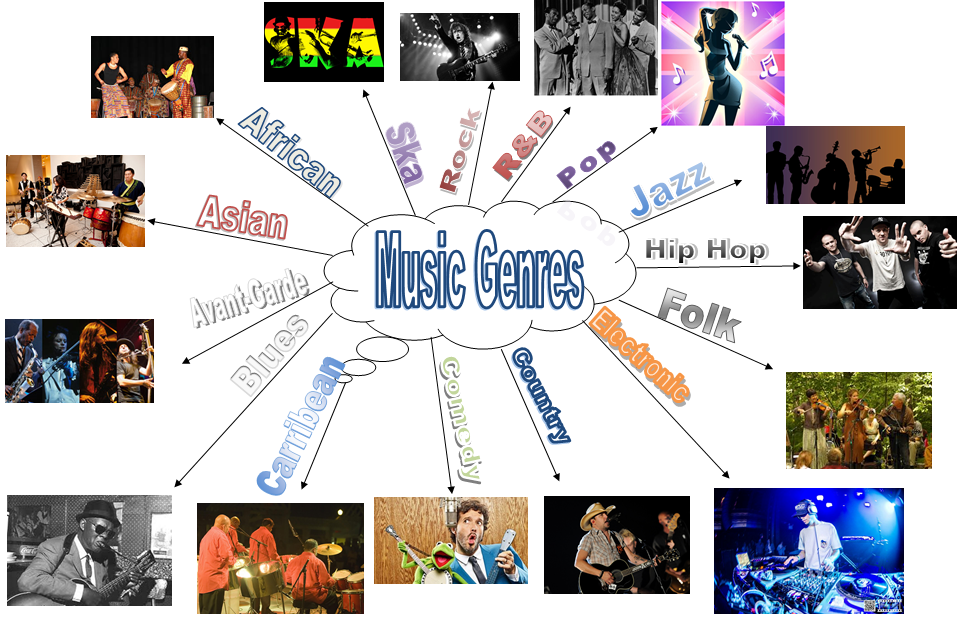 SKA
African
Ska
Rock
R&B
Pop
Jazz
Asian
Music Genres
Hip Hop
Avant-Garde
Folk
Blues
Electronic
Carribean
Comedy
Country